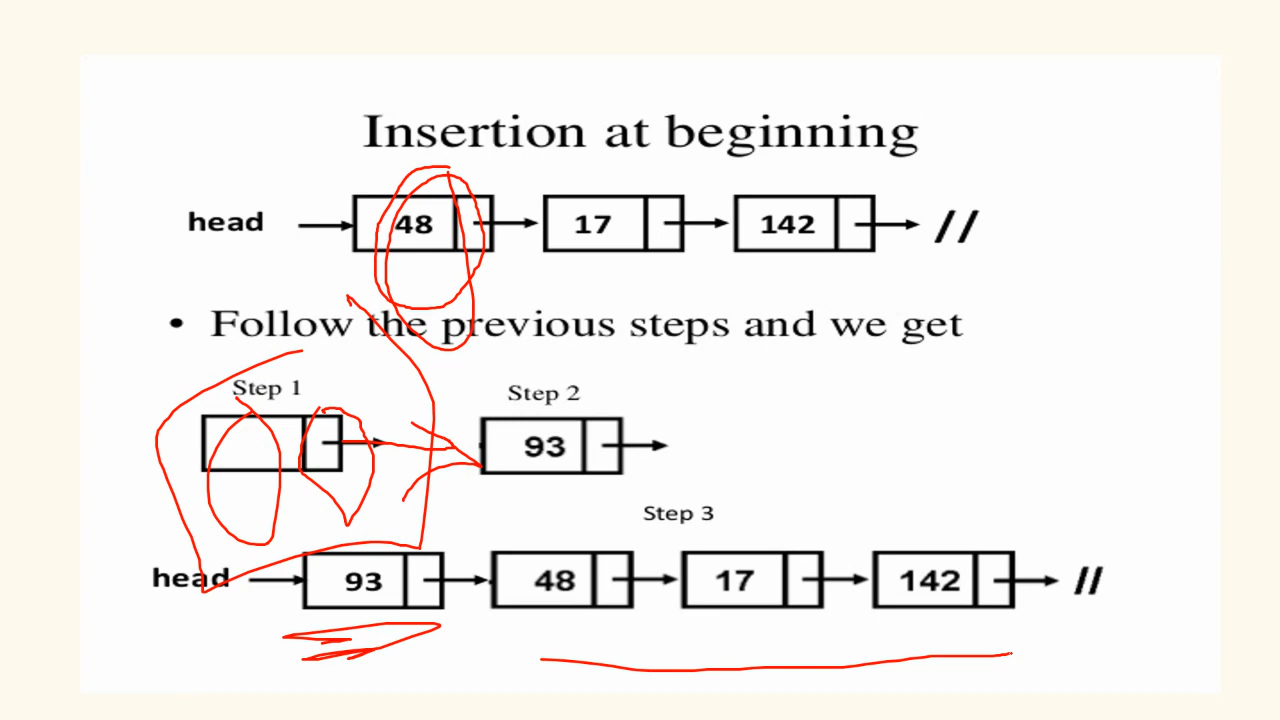 Insertion at beginning
head 48 17 142 //
• Follow the previous steps and we get
Step 1 Step 2
93
Step 3
head 93 48 17 142 //